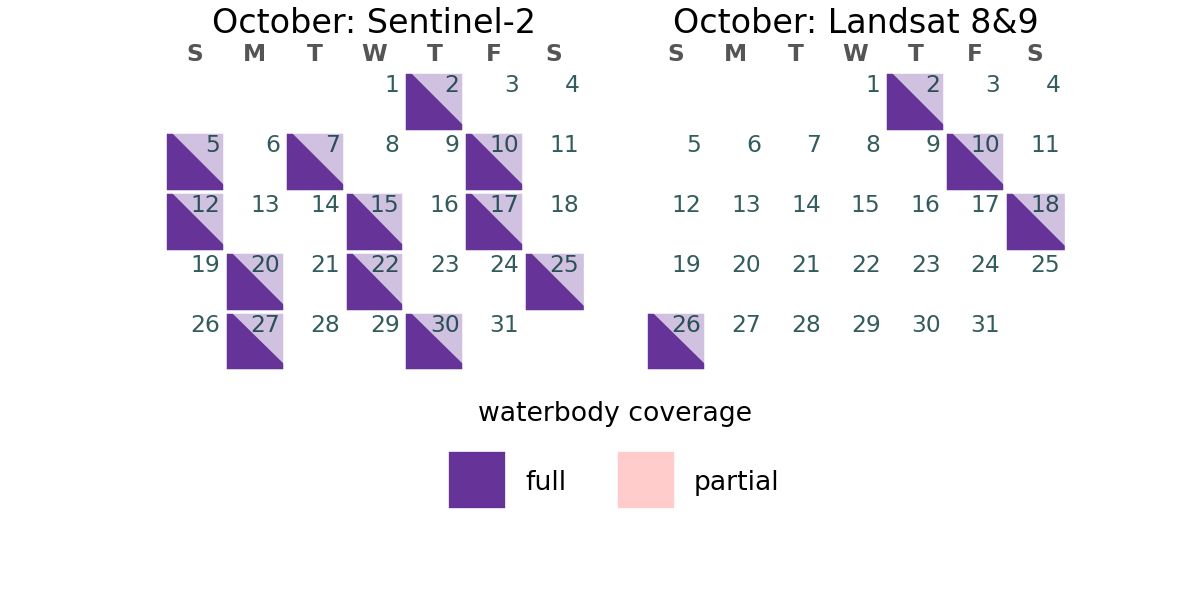 October: Sentinel-2
S M T W T F S
1 2 3 4
5 6 7 8 9 10 11
12 13 14 15 16 17 18
19 20 21 22 23 24 25
26 27 28 29 30 31
October: Landsat 8&9
S M T W T F S
1 2 3 4
5 6 7 8 9 10 11
12 13 14 15 16 17 18
19 20 21 22 23 24 25
26 27 28 29 30 31
waterbody coverage
full partial